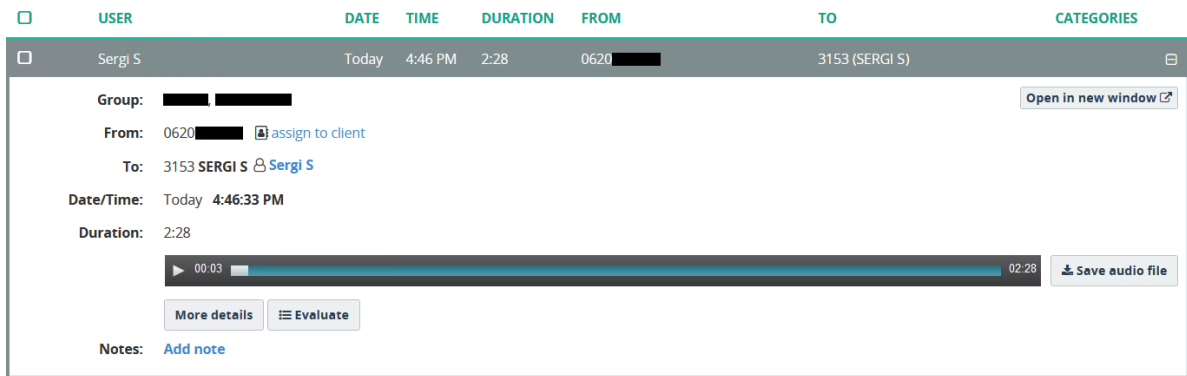 USER DATE TIME DURATION FROM TO CATEGORIES
Sergi S Today 4:46 PM 2:28 0620 3153 (SERGI S)
Group: , Open in new window
From: 0620 assign to client
To: 3153 SERGI S Sergi S
Date/Time: Today 4:46:33 PM
Duration: 2:28
00:03 02:28 Save audio file
More details Evaluate
Notes: Add note